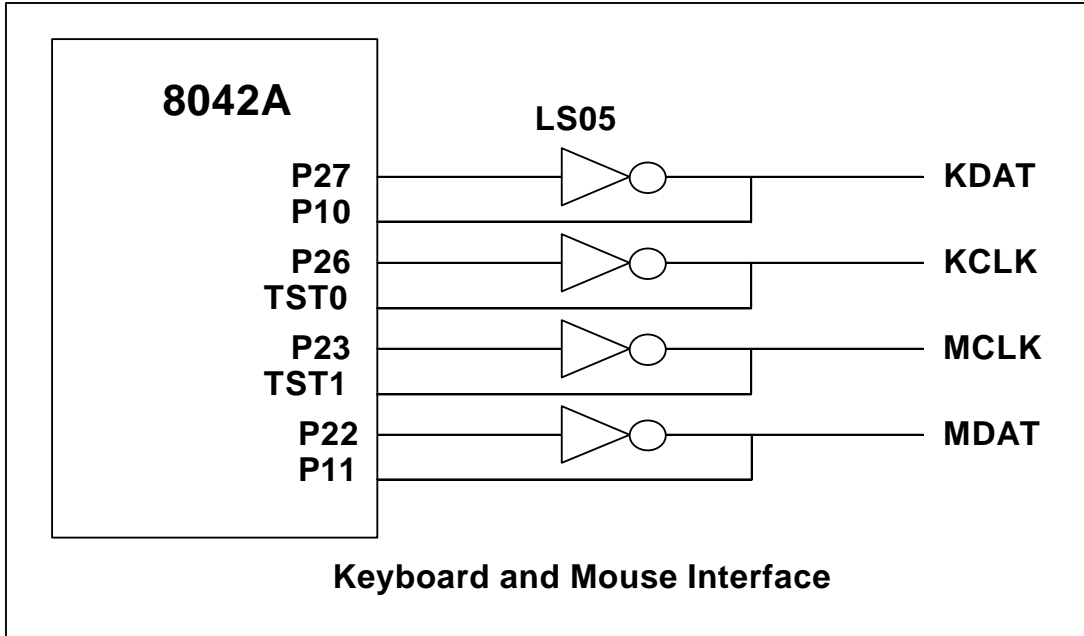 8042A
LS05
P27
KDAT
P10
P26
KCLK
TST0
P23
MCLK
TST1
P22
MDAT
P11
Keyboard and Mouse Interface